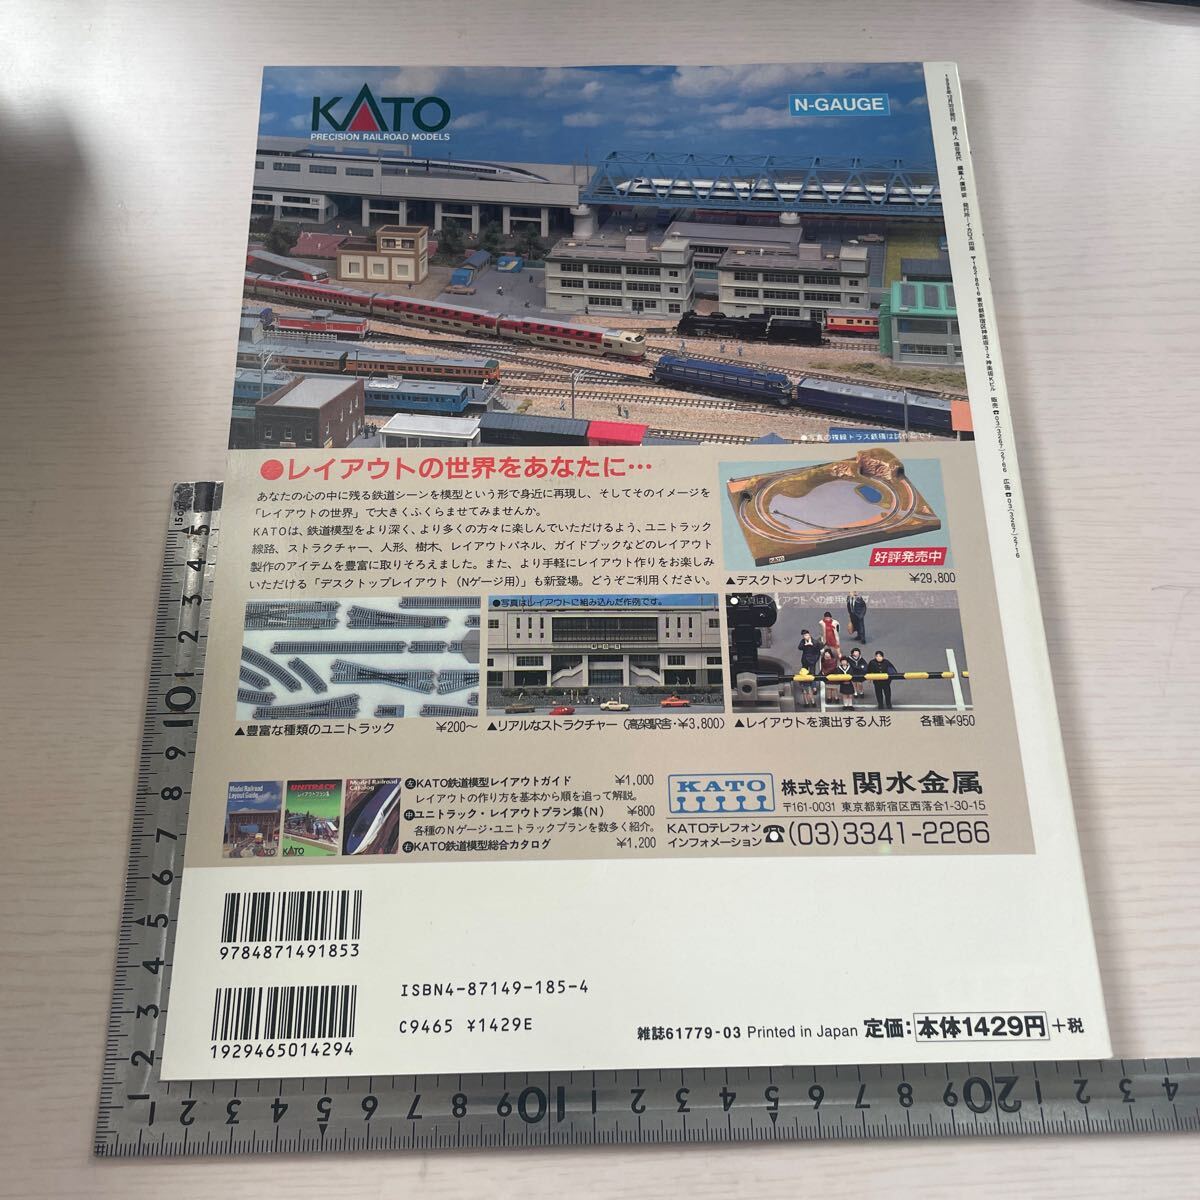 KATO
PRECISION RAILROAD MODELS
N-GAUGE
●写真の複線トラス鉄橋は試作品です。
●レイアウトの世界をあなたに…
あなたの心の中に残る鉄道シーンを模型という形で身近に再現し、そしてそのイメージを
「レイアウトの世界」で大きくふくらませてみませんか。
KATOは、鉄道模型をより深く、より多くの方々に楽しんでいただけるよう、ユニトラック
線路、ストラクチャー、人形、樹木、レイアウトパネル、ガイドブックなどのレイアウト
製作のアイテムを豊富に取りそろえました。また、より手軽にレイアウト作りをお楽しみ
いただける「デスクトップレイアウト（Nゲージ用）」も新登場。どうぞご利用ください。
KATO
好評発売中
▲デスクトップレイアウト ¥29,800
●写真はレイアウトに組み込んだ作例です。
▲豊富な種類のユニトラック ¥200〜
▲リアルなストラクチャー（高架駅舎・¥3,800）
▲レイアウトを演出する人形 各種¥950
Model Railroad
Layout Guide
KATO
UNITRACK
レイアウトプラン集
KATO
Model Railroad
Catalog
左KATO鉄道模型レイアウトガイド ¥1,000
レイアウトの作り方を基本から順を追って解説。
中ユニトラック・レイアウトプラン集(N) ¥800
各種のNゲージ・ユニトラックプランを数多く紹介。
右KATO鉄道模型総合カタログ ¥1,200
KATO
株式会社 関水金属
〒161-0031 東京都新宿区西落合1-30-15
KATOテレフォン
インフォメーション ☎(03)3341-2266
9784871491853
ISBN4-87149-185-4
C9465 ¥1429E
1929465014294
雑誌61779-03 Printed in Japan 定価：本体1429円+税